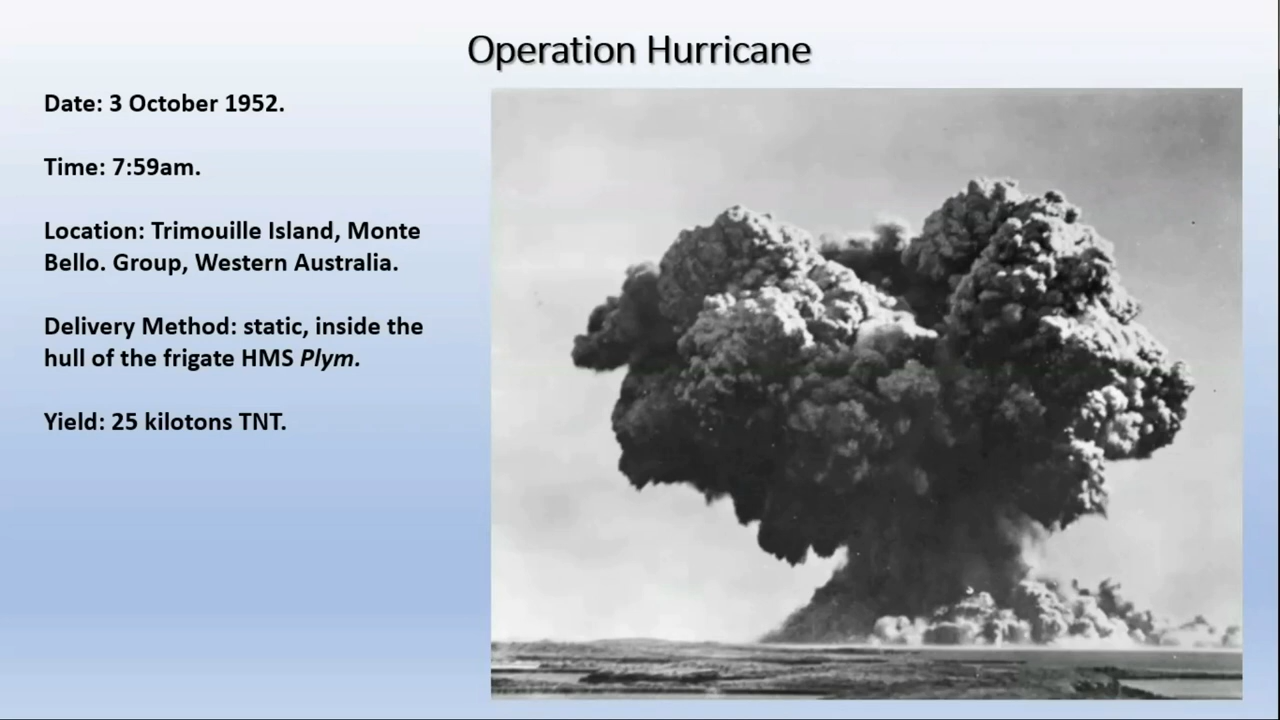 Operation Hurricane
Date: 3 October 1952.
Time: 7:59am.
Location: Trimouille Island, Monte
Bello. Group, Western Australia.
Delivery Method: static, inside the
hull of the frigate HMS Plym.
Yield: 25 kilotons TNT.